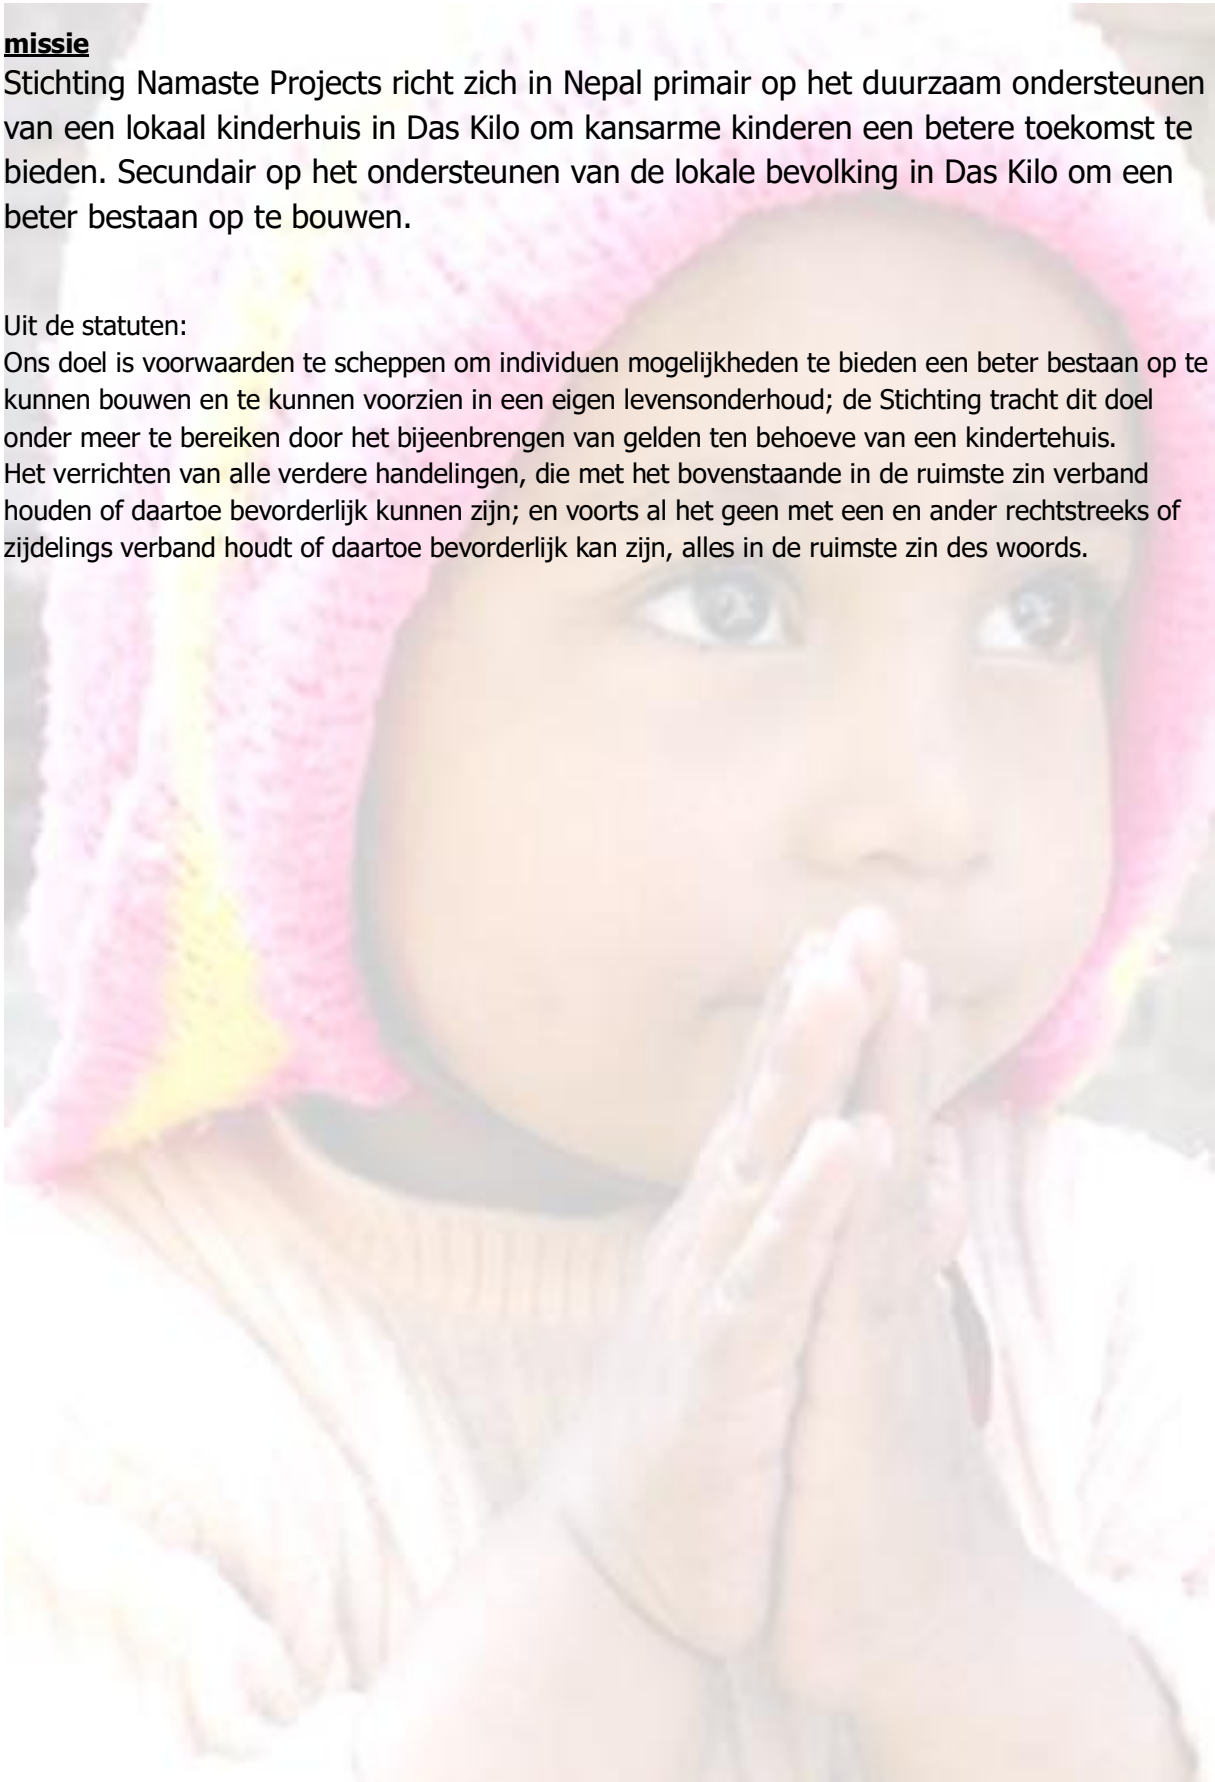 missie
Stichting Namaste Projects richt zich in Nepal primair op het duurzaam ondersteunen
van een lokaal kinderhuis in Das Kilo om kansarme kinderen een betere toekomst te
bieden. Secundair op het ondersteunen van de lokale bevolking in Das Kilo om een
beter bestaan op te bouwen.
Uit de statuten:
Ons doel is voorwaarden te scheppen om individuen mogelijkheden te bieden een beter bestaan op te
kunnen bouwen en te kunnen voorzien in een eigen levensonderhoud; de Stichting tracht dit doel
onder meer te bereiken door het bijeenbrengen van gelden ten behoeve van een kindertehuis.
Het verrichten van alle verdere handelingen, die met het bovenstaande in de ruimste zin verband
houden of daartoe bevorderlijk kunnen zijn; en voorts al het geen met een en ander rechtstreeks of
zijdelings verband houdt of daartoe bevorderlijk kan zijn, alles in de ruimste zin des woords.